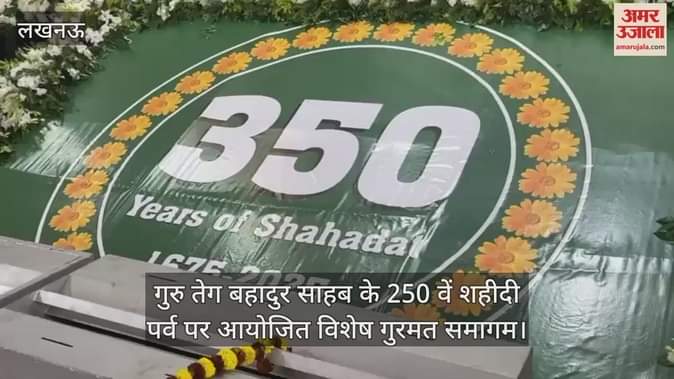 लखनऊ
अमर
उजाला
amarujala.com
350
Years of Shahadat
गुरु तेग बहादुर साहब के 250 वें शहीदी
पर्व पर आयोजित विशेष गुरमत समागम।